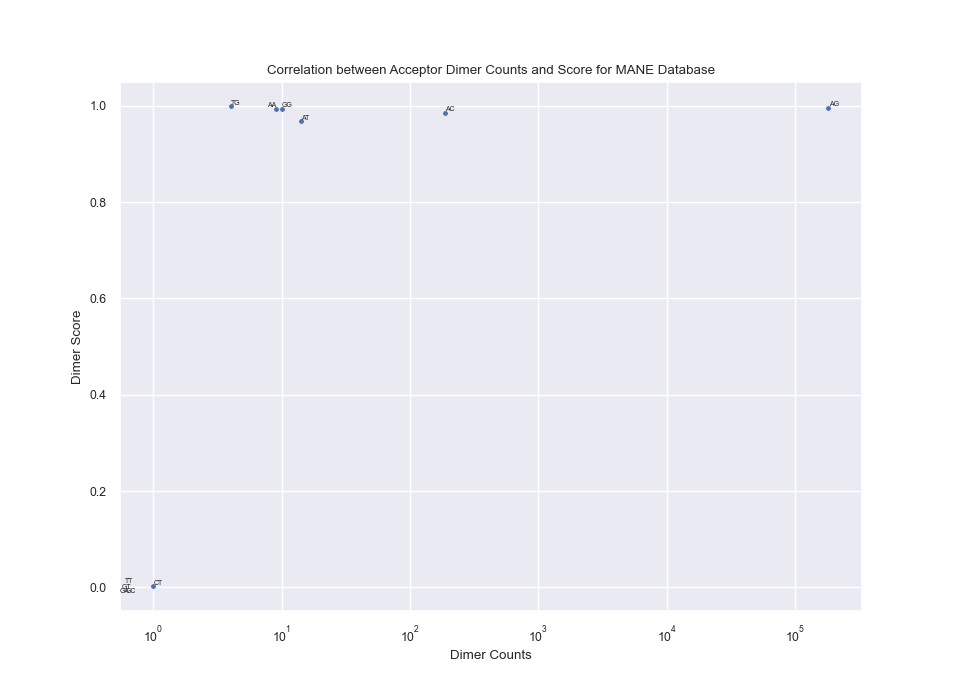 Correlation between Acceptor Dimer Counts and Score for MANE Database
1.0
TG
AA
GG
AT
AC
AG
0.8
0.6
0.4
0.2
0.0
TT
GT
CT
Dimer Score
10^0
10^1
10^2
10^3
10^4
10^5
Dimer Counts